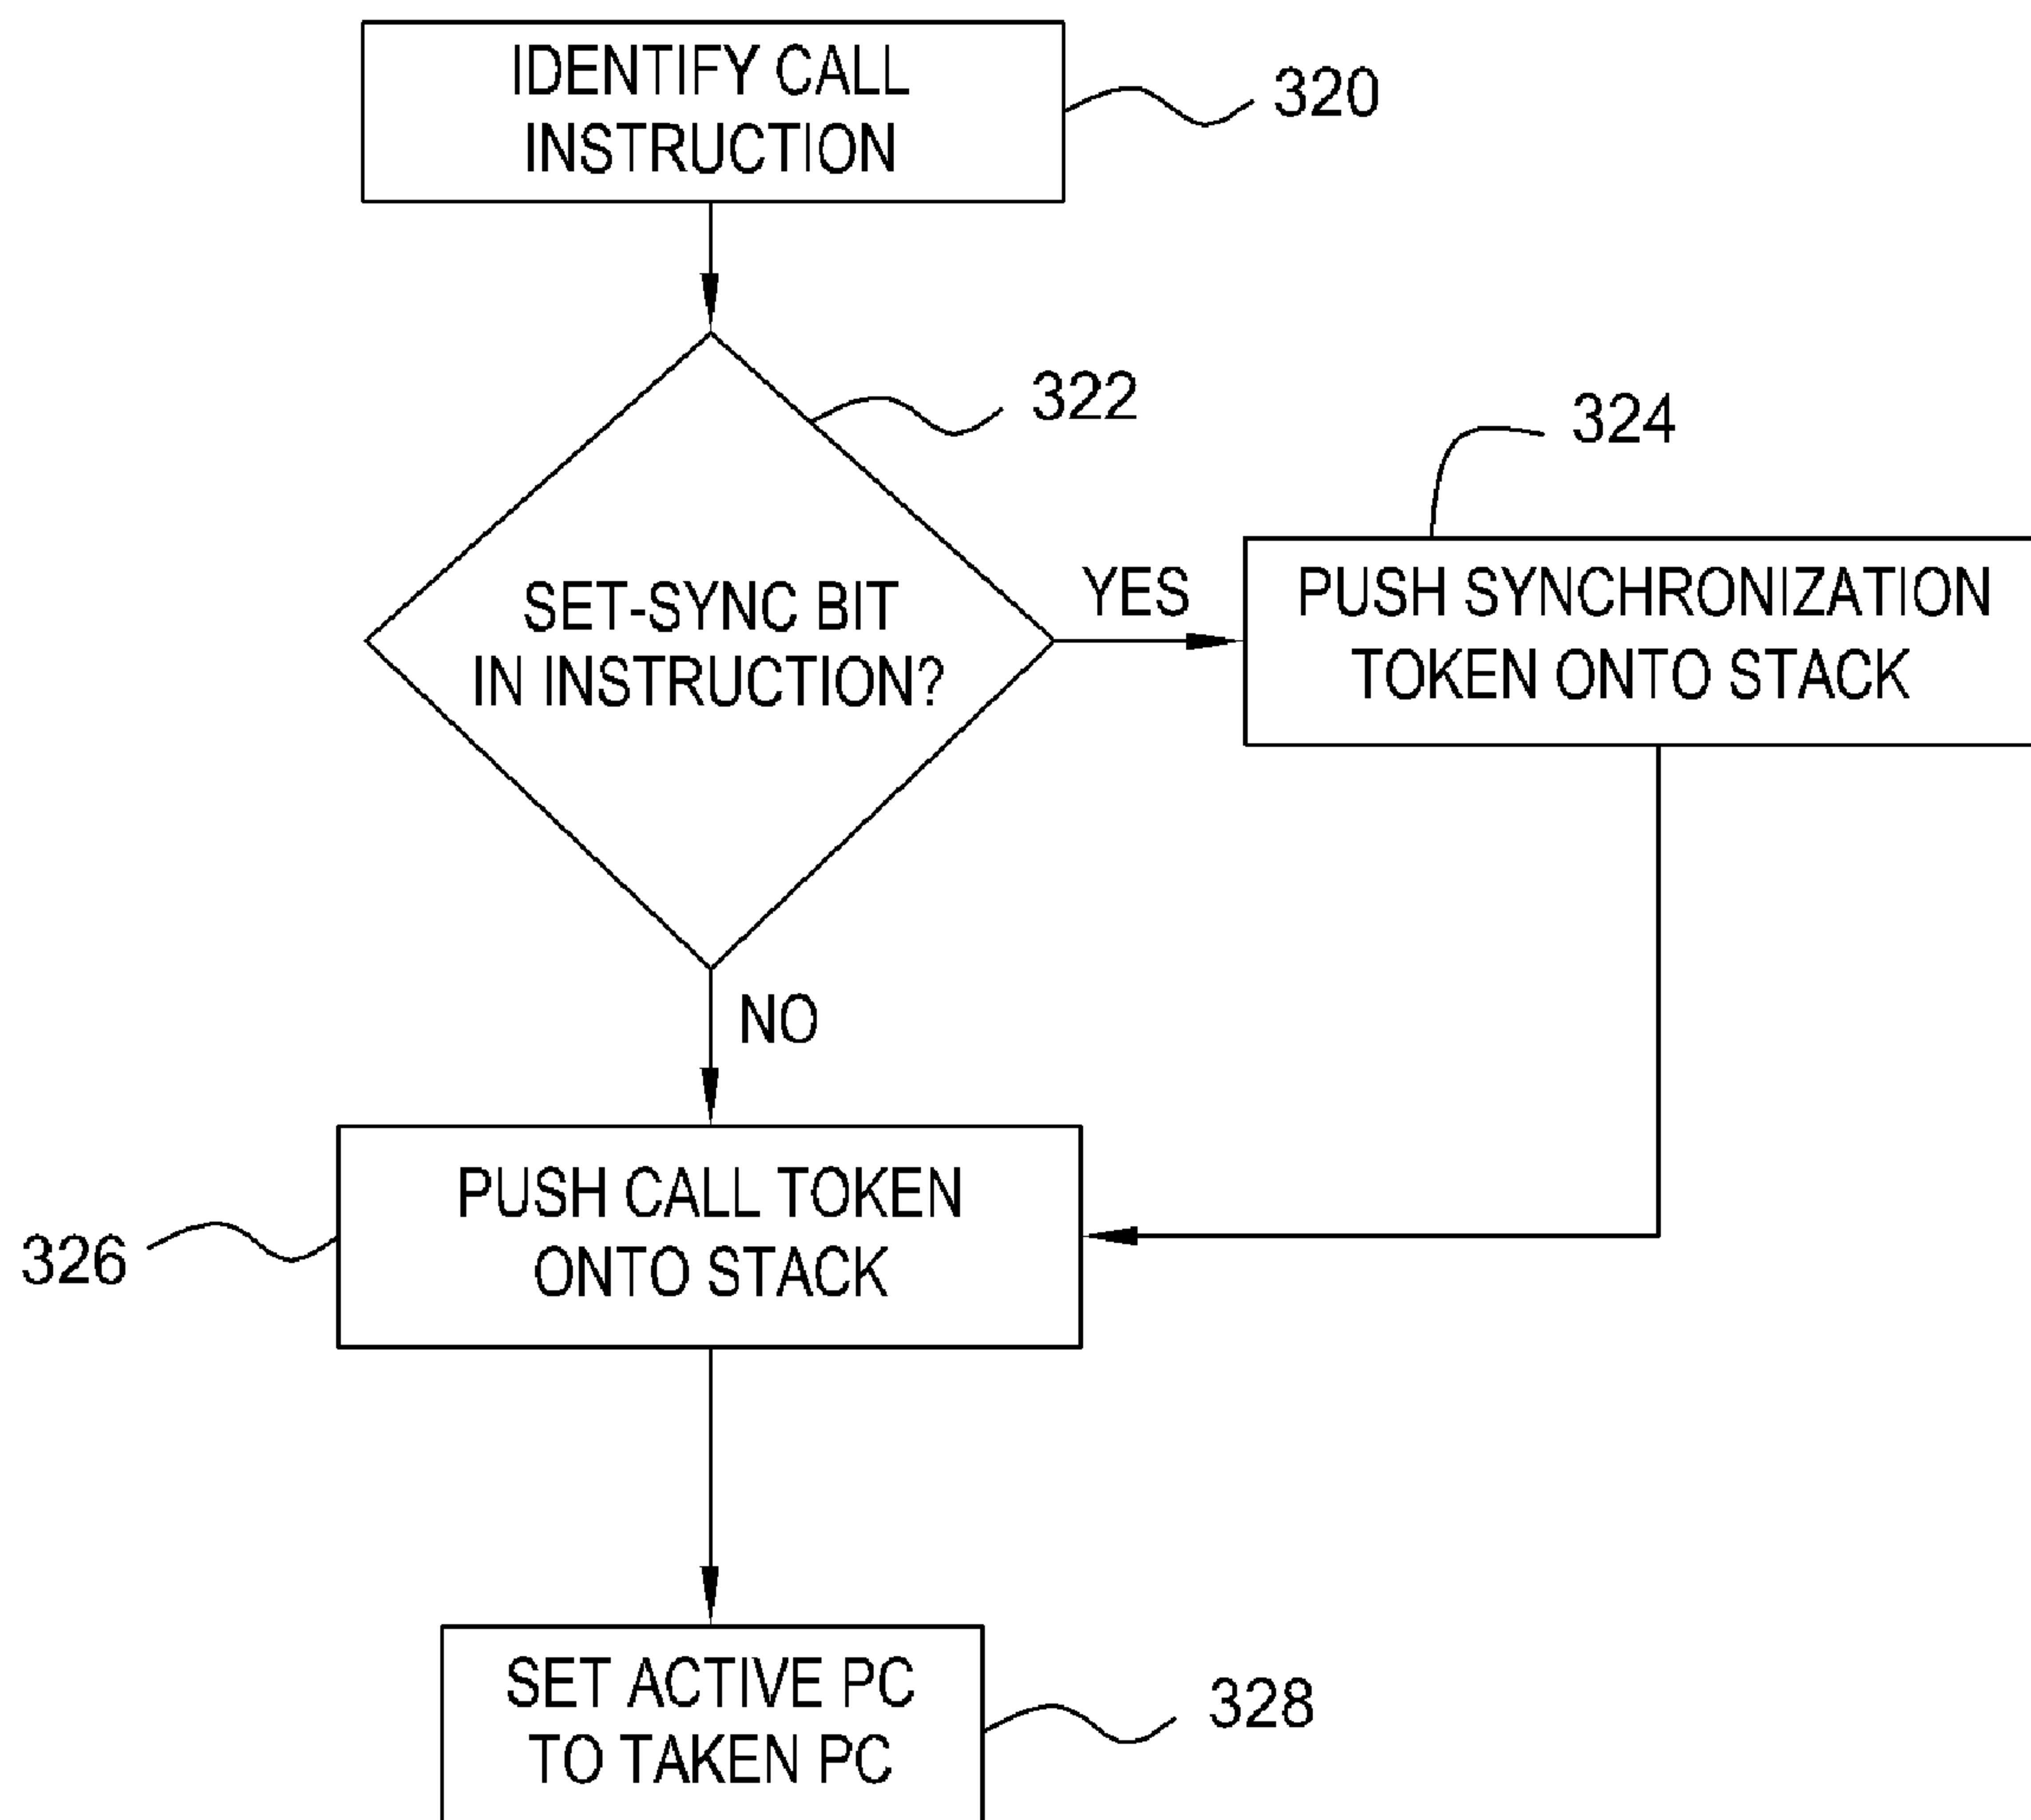 IDENTIFY CALL
INSTRUCTION
320
322
324
SET-SYNC BIT
IN INSTRUCTION?
YES
PUSH SYNCHRONIZATION
TOKEN ONTO STACK
NO
PUSH CALL TOKEN
ONTO STACK
326
SET ACTIVE PC
TO TAKEN PC
328